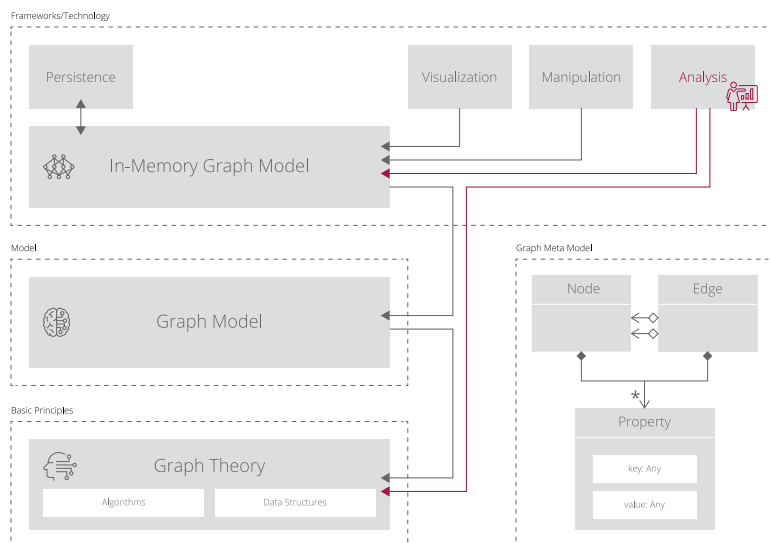 Frameworks/Technology
Persistence
Visualization
Manipulation
Analysis
In-Memory Graph Model
Model
Graph Model
Graph Meta Model
Node
Edge
*
Property
key: Any
value: Any
Basic Principles
Graph Theory
Algorithms
Data Structures